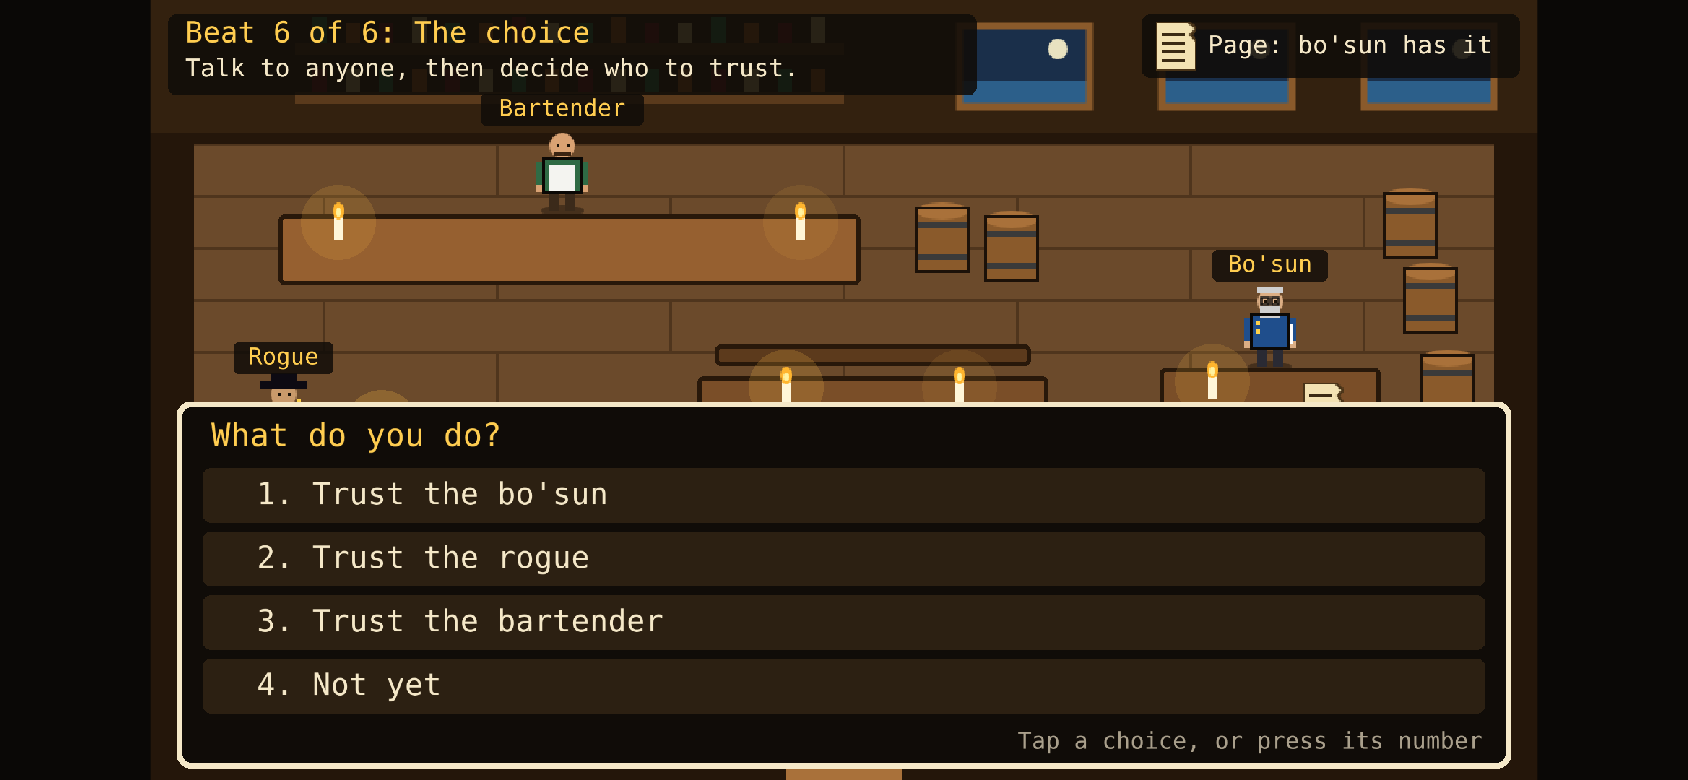 Beat 6 of 6: The choice
Talk to anyone, then decide who to trust.
Page: bo'sun has it
Bartender
Bo'sun
Rogue
What do you do?
1. Trust the bo'sun
2. Trust the rogue
3. Trust the bartender
4. Not yet
Tap a choice, or press its number